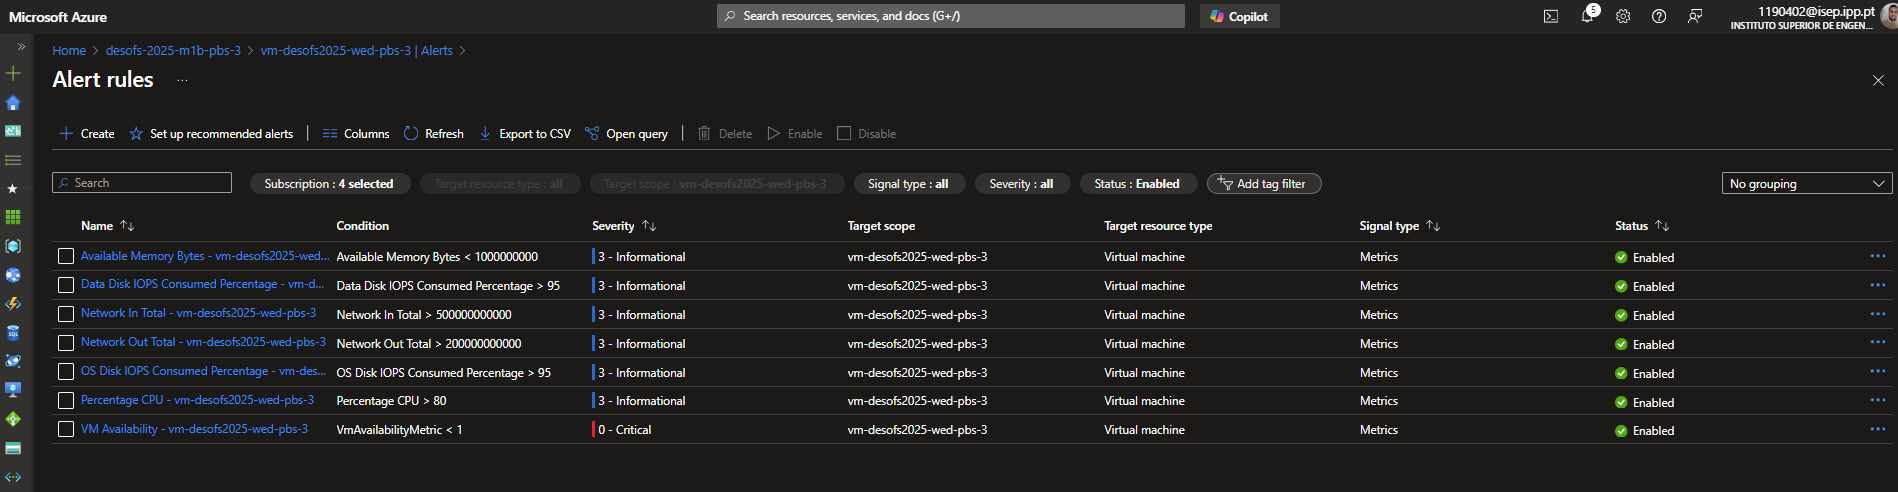 Microsoft Azure
Search resources, services, and docs (G+/)
Copilot
5
1190402@isep.ipp.pt
INSTITUTO SUPERIOR DE ENGEN...
Home > desofs-2025-m1b-pbs-3 > vm-desofs2025-wed-pbs-3 | Alerts >
Alert rules ...
Create Set up recommended alerts Columns Refresh Export to CSV Open query Delete Enable Disable
Search Subscription : 4 selected Target resource type : all Target scope : vm-desofs2025-wed-pbs-3 Signal type : all Severity : all Status : Enabled Add tag filter No grouping
Name Condition Severity Target scope Target resource type Signal type Status
Available Memory Bytes - vm-desofs2025-wed... Available Memory Bytes < 1000000000 3 - Informational vm-desofs2025-wed-pbs-3 Virtual machine Metrics Enabled
Data Disk IOPS Consumed Percentage - vm-d... Data Disk IOPS Consumed Percentage > 95 3 - Informational vm-desofs2025-wed-pbs-3 Virtual machine Metrics Enabled
Network In Total - vm-desofs2025-wed-pbs-3 Network In Total > 500000000000 3 - Informational vm-desofs2025-wed-pbs-3 Virtual machine Metrics Enabled
Network Out Total - vm-desofs2025-wed-pbs-3 Network Out Total > 200000000000 3 - Informational vm-desofs2025-wed-pbs-3 Virtual machine Metrics Enabled
OS Disk IOPS Consumed Percentage - vm-des... OS Disk IOPS Consumed Percentage > 95 3 - Informational vm-desofs2025-wed-pbs-3 Virtual machine Metrics Enabled
Percentage CPU - vm-desofs2025-wed-pbs-3 Percentage CPU > 80 3 - Informational vm-desofs2025-wed-pbs-3 Virtual machine Metrics Enabled
VM Availability - vm-desofs2025-wed-pbs-3 VmAvailabilityMetric < 1 0 - Critical vm-desofs2025-wed-pbs-3 Virtual machine Metrics Enabled